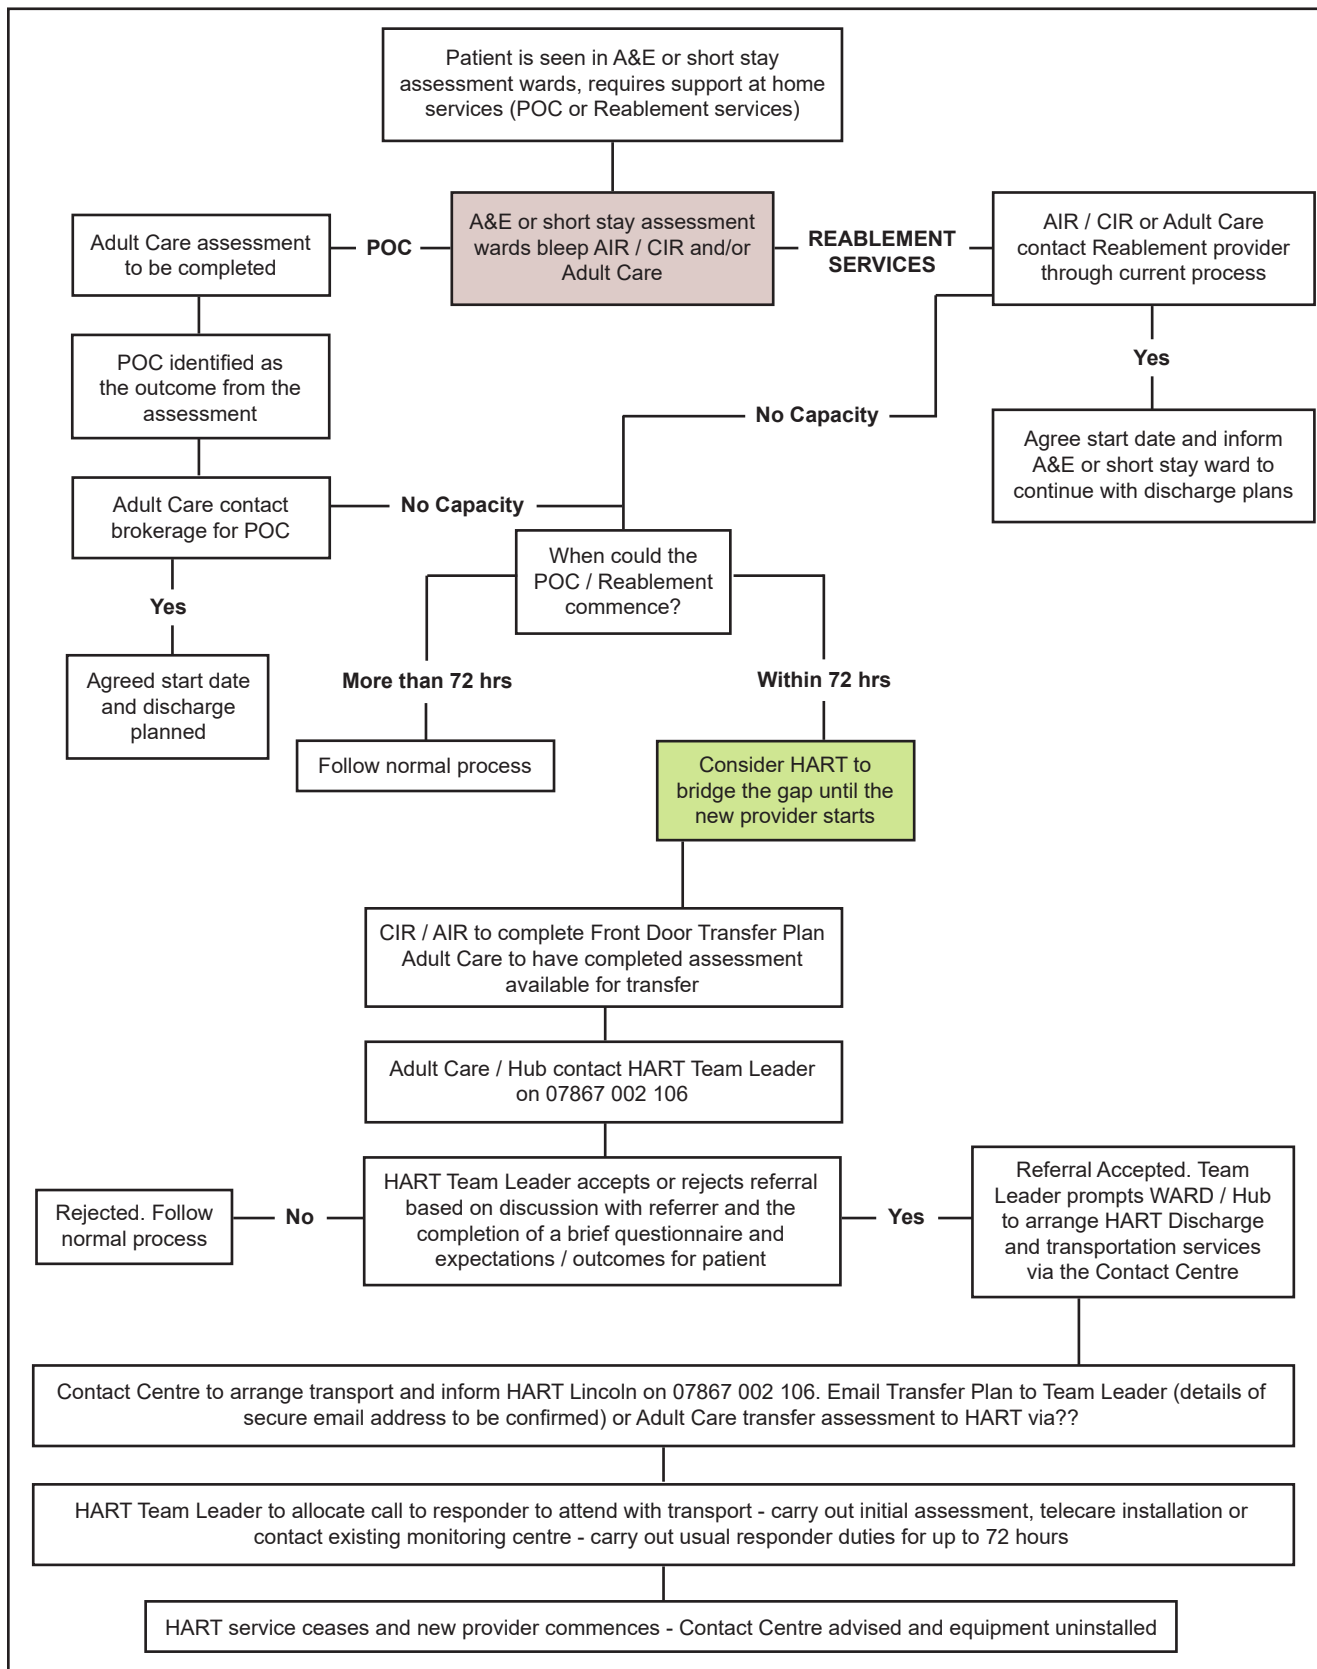 Patient is seen in A&E or short stay
assessment wards, requires support at home
services (POC or Reablement services)
A&E or short stay assessment
wards bleep AIR / CIR and/or
Adult Care
POC
Adult Care assessment
to be completed
POC identified as
the outcome from the
assessment
Adult Care contact
brokerage for POC
Yes
Agreed start date
and discharge
planned
No Capacity
REABLEMENT
SERVICES
AIR / CIR or Adult Care
contact Reablement provider
through current process
Yes
Agree start date and inform
A&E or short stay ward to
continue with discharge plans
No Capacity
When could the
POC / Reablement
commence?
More than 72 hrs
Follow normal process
Within 72 hrs
Consider HART to
bridge the gap until the
new provider starts
CIR / AIR to complete Front Door Transfer Plan
Adult Care to have completed assessment
available for transfer
Adult Care / Hub contact HART Team Leader
on 07867 002 106
HART Team Leader accepts or rejects referral
based on discussion with referrer and the
completion of a brief questionnaire and
expectations / outcomes for patient
No
Rejected. Follow
normal process
Yes
Referral Accepted. Team
Leader prompts WARD / Hub
to arrange HART Discharge
and transportation services
via the Contact Centre
Contact Centre to arrange transport and inform HART Lincoln on 07867 002 106. Email Transfer Plan to Team Leader (details of
secure email address to be confirmed) or Adult Care transfer assessment to HART via??
HART Team Leader to allocate call to responder to attend with transport - carry out initial assessment, telecare installation or
contact existing monitoring centre - carry out usual responder duties for up to 72 hours
HART service ceases and new provider commences - Contact Centre advised and equipment uninstalled